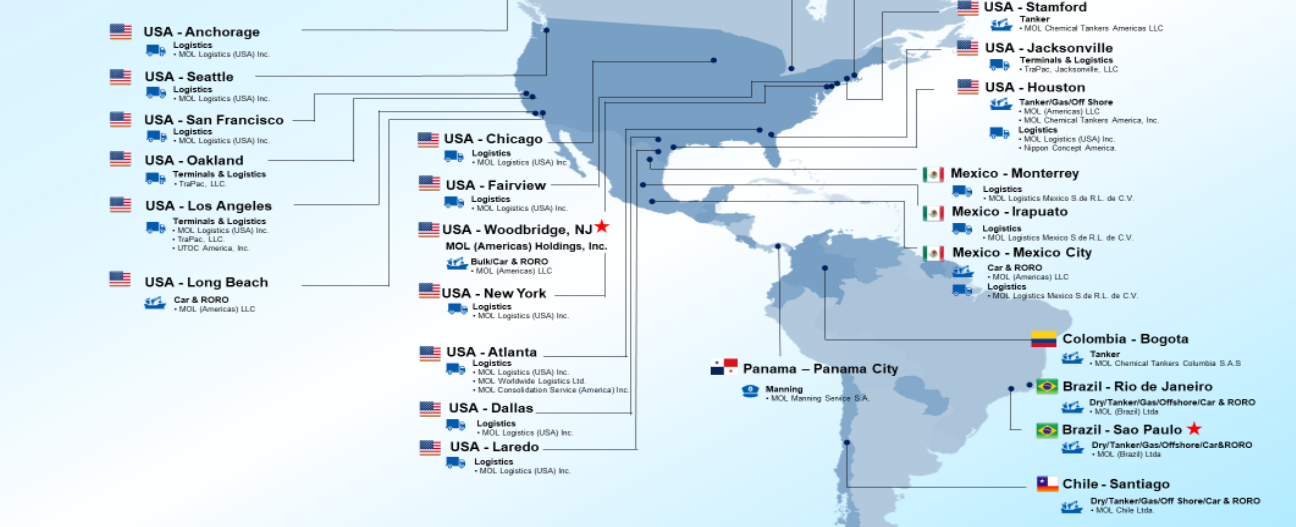 USA - Anchorage
Logistics
• MOL Logistics (USA) Inc.
USA - Seattle
Logistics
• MOL Logistics (USA) Inc.
USA - San Francisco
Logistics
• MOL Logistics (USA) Inc.
USA - Oakland
Terminals & Logistics
• TraPac, LLC.
USA - Los Angeles
Terminals & Logistics
• MOL Logistics (USA) Inc.
• TraPac, LLC.
• UTOC America, Inc.
USA - Long Beach
Car & RORO
• MOL (Americas) LLC
USA - Chicago
Logistics
• MOL Logistics (USA) Inc.
USA - Fairview
Logistics
• MOL Logistics (USA) Inc.
USA - Woodbridge, NJ
MOL (Americas) Holdings, Inc.
Bulk/Car & RORO
• MOL (Americas) LLC
USA - New York
Logistics
• MOL Logistics (USA) Inc.
USA - Atlanta
Logistics
• MOL Logistics (USA) Inc.
• MOL Worldwide Logistics Ltd.
• MOL Consolidation Service (America) Inc.
USA - Dallas
Logistics
• MOL Logistics (USA) Inc.
USA - Laredo
Logistics
• MOL Logistics (USA) Inc.
USA - Stamford
Tanker
• MOL Chemical Tankers Americas LLC
USA - Jacksonville
Terminals & Logistics
• TraPac, Jacksonville, LLC
USA - Houston
Tanker/Gas/Off Shore
• MOL (Americas) LLC
• MOL Chemical Tankers America, Inc.
Logistics
• MOL Logistics (USA) Inc.
• Nippon Concept America.
Mexico - Monterrey
Logistics
• MOL Logistics Mexico S.de R.L. de C.V.
Mexico - Irapuato
Logistics
• MOL Logistics Mexico S.de R.L. de C.V.
Mexico - Mexico City
Car & RORO
• MOL (Americas) LLC
Logistics
• MOL Logistics Mexico S.de R.L. de C.V.
Panama – Panama City
Manning
• MOL Manning Service S.A.
Colombia - Bogota
Tanker
• MOL Chemical Tankers Columbia S.A.S
Brazil - Rio de Janeiro
Dry/Tanker/Gas/Offshore/Car & RORO
• MOL (Brazil) Ltda
Brazil - Sao Paulo
Dry/Tanker/Gas/Offshore/Car&RORO
• MOL (Brazil) Ltda
Chile - Santiago
Dry/Tanker/Gas/Off Shore/Car & RORO
• MOL Chile Ltda.